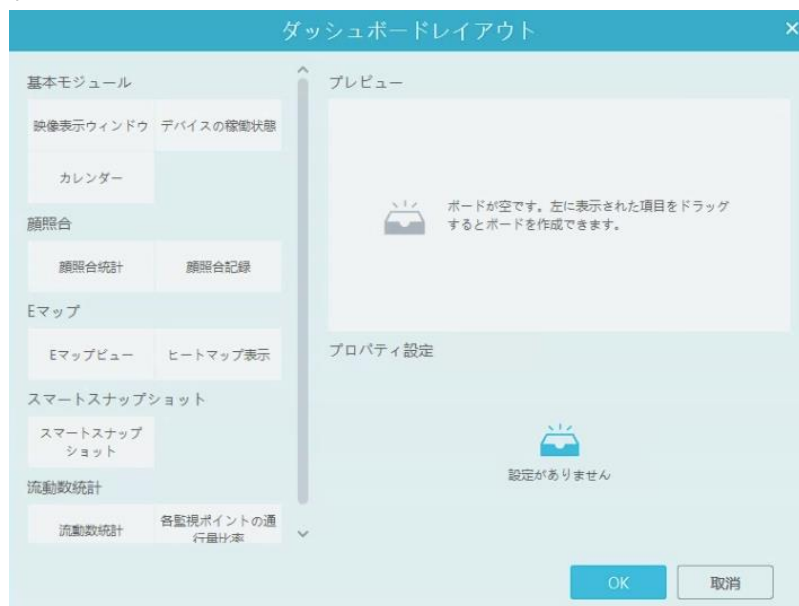 ダッシュボードレイアウト
基本モジュール
映像表示ウィンドウ
デバイスの稼働状態
カレンダー
顔照合
顔照合統計
顔照合記録
Eマップ
Eマップビュー
ヒートマップ表示
スマートスナップショット
スマートスナップ
ショット
流動数統計
流動数統計
各監視ポイントの通
行量比率
プレビュー
ボードが空です。左に表示された項目をドラッグ
するとボードを作成できます。
プロパティ設定
設定がありません
OK
取消